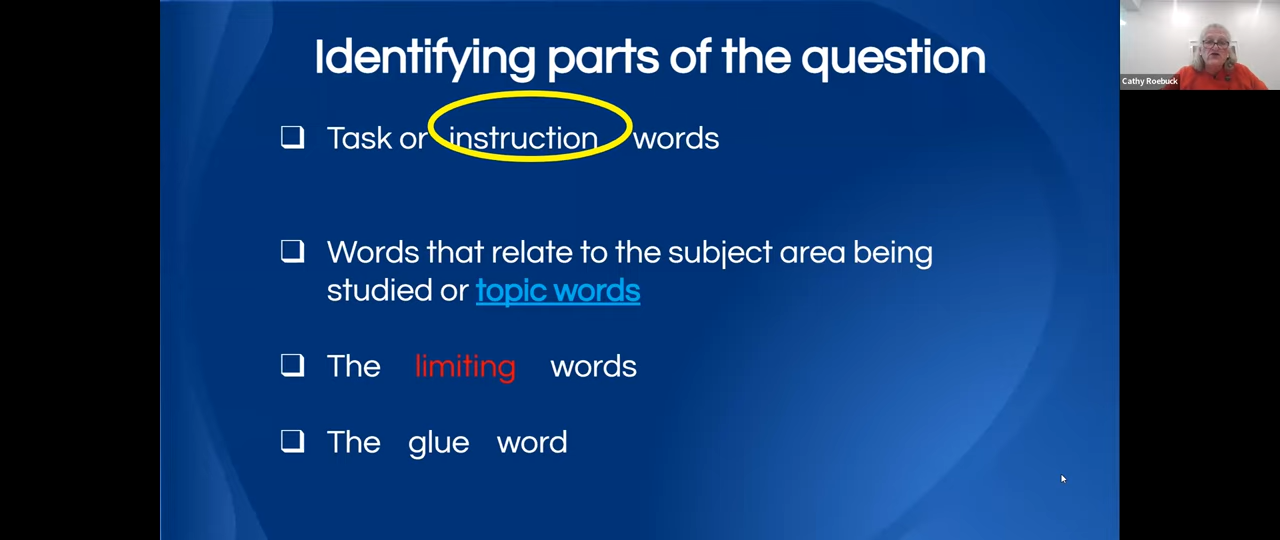 Identifying parts of the question
Task or instruction words
Words that relate to the subject area being
studied or topic words
The limiting words
The glue word
Cathy Roebuck